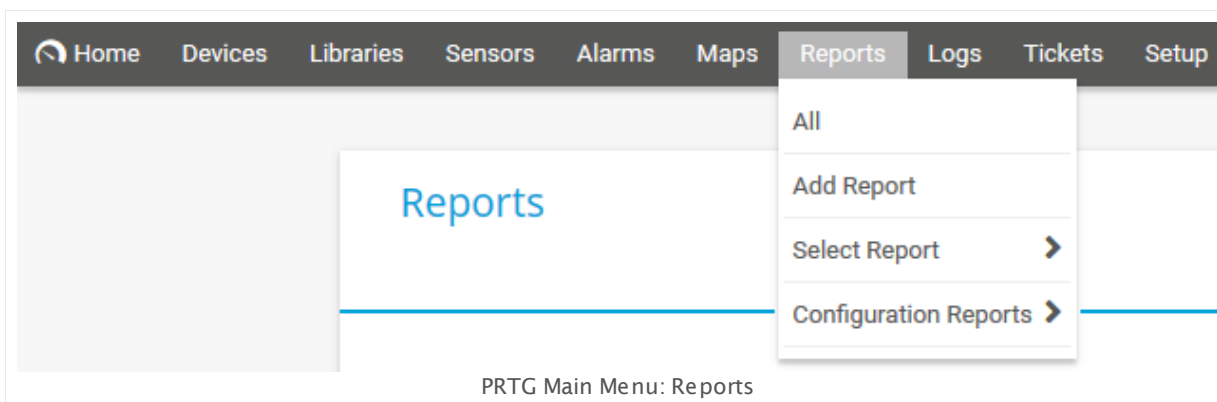 Home Devices Libraries Sensors Alarms Maps Reports Logs Tickets Setup
All
Add Report
Reports
Select Report
Configuration Reports
PRTG Main Menu: Reports